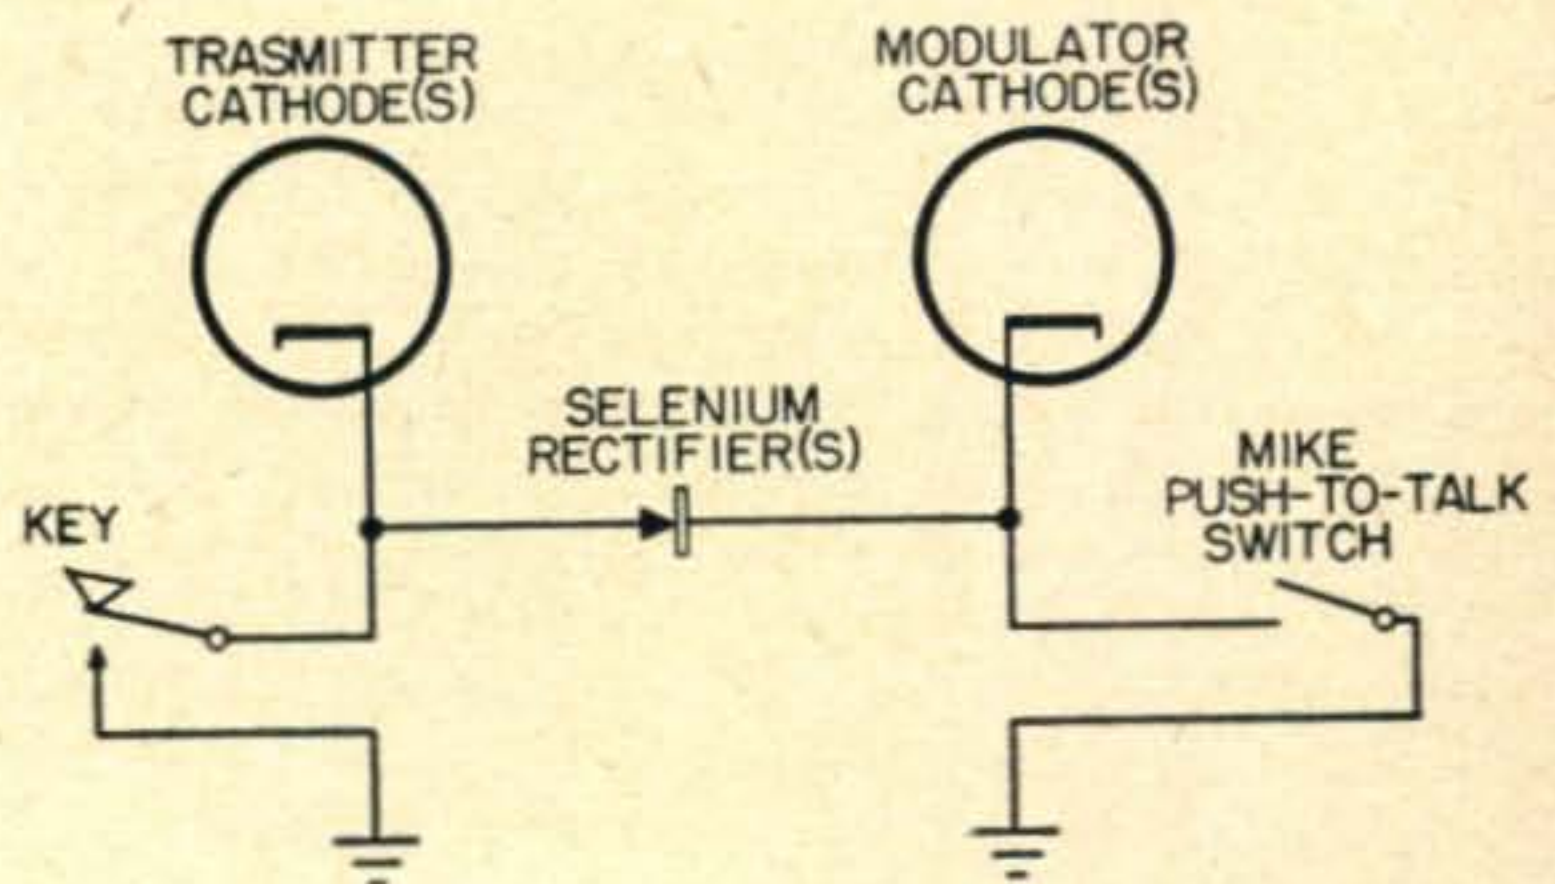 TRASMITTER
CATHODE(S)
MODULATOR
CATHODE(S)
SELENIUM
RECTIFIER(S)
MIKE
PUSH-TO-TALK
SWITCH
KEY